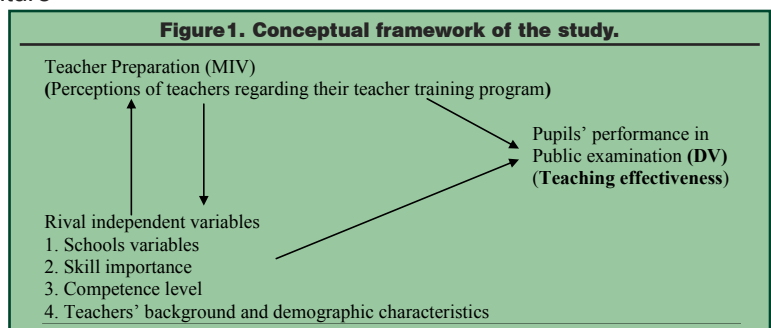 Figure1. Conceptual framework of the study.
Teacher Preparation (MIV)
(Perceptions of teachers regarding their teacher training program)
Pupils' performance in
Public examination (DV)
(Teaching effectiveness)
Rival independent variables
1. Schools variables
2. Skill importance
3. Competence level
4. Teachers' background and demographic characteristics